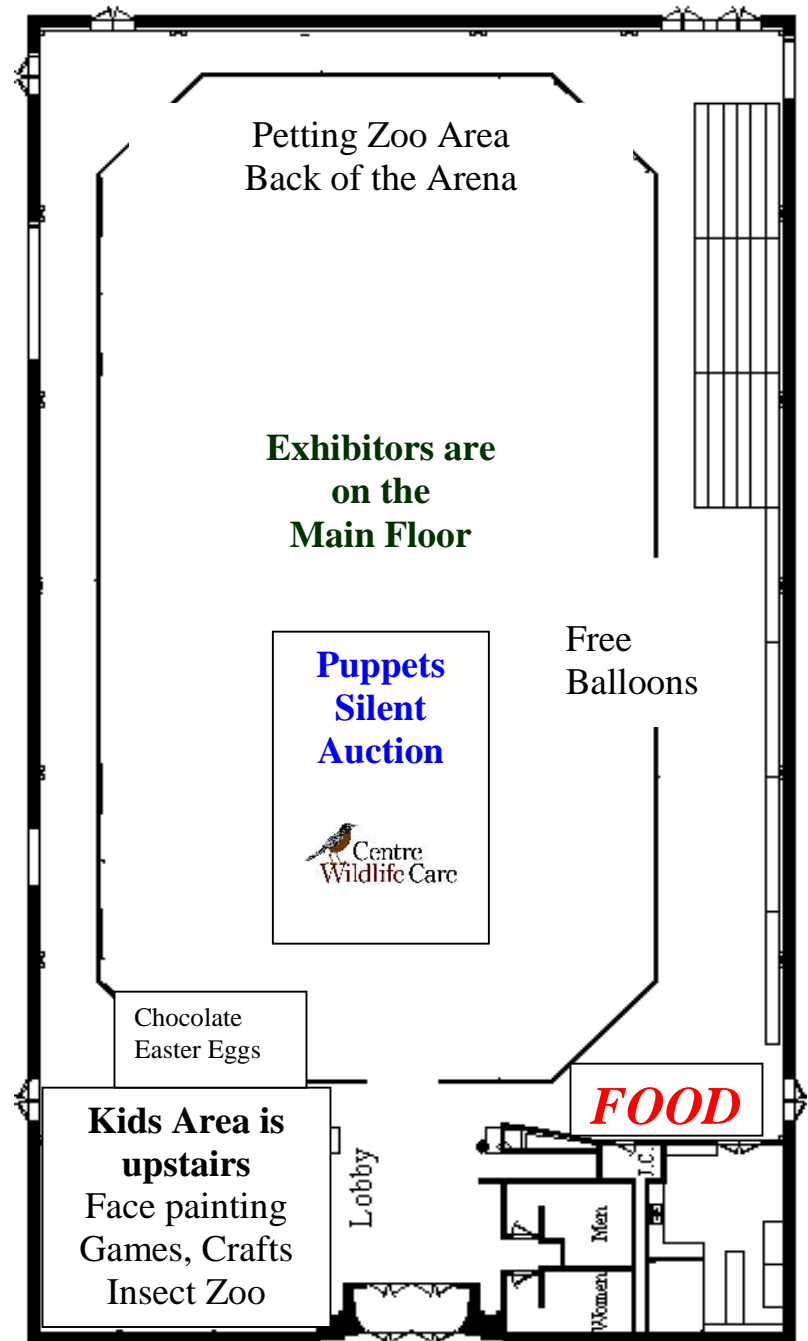 Petting Zoo Area
Back of the Arena
Exhibitors are
on the
Main Floor
Free
Balloons
Puppets
Silent
Auction
Centre
Wildlife Care
Chocolate
Easter Eggs
FOOD
Kids Area is
upstairs
Face painting
Games, Crafts
Insect Zoo
Lobby
J.C.
Men
Women